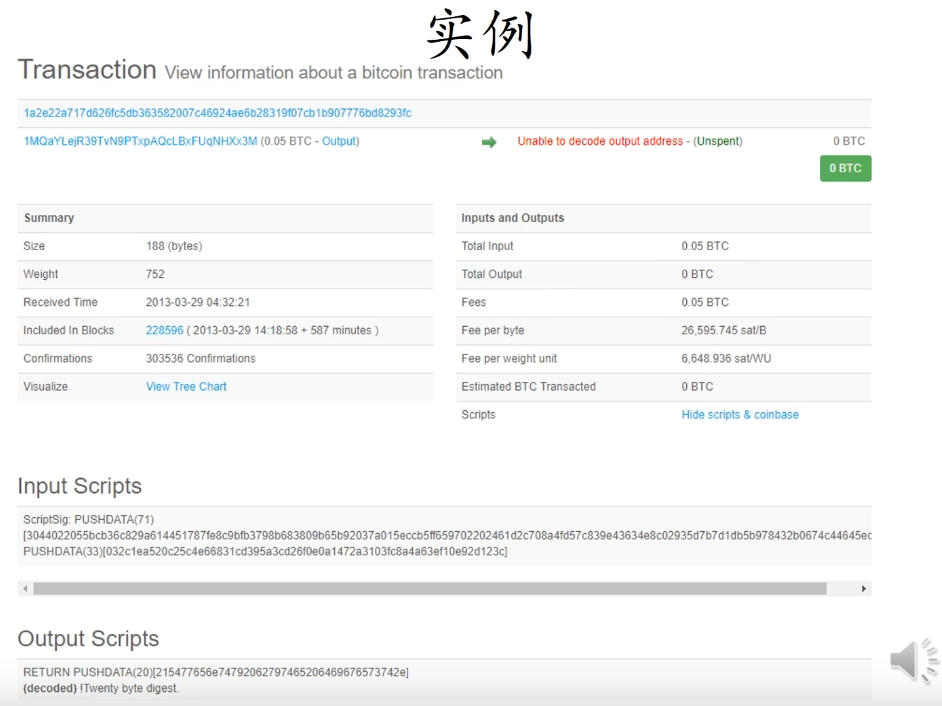 实例
Transaction View information about a bitcoin transaction
1a2e22a717d626fc5db363582007c46924ae6b28319f07cb1b907776bd8293fc
1MQaYLejR39TvN9PTxpAQcLBxFUqNHXx3M (0.05 BTC - Output) Unable to decode output address - (Unspent) 0 BTC
0 BTC
Summary
Size 188 (bytes)
Weight 752
Received Time 2013-03-29 04:32:21
Included In Blocks 228596 ( 2013-03-29 14:18:58 + 587 minutes )
Confirmations 303536 Confirmations
Visualize View Tree Chart
Inputs and Outputs
Total Input 0.05 BTC
Total Output 0 BTC
Fees 0.05 BTC
Fee per byte 26,595.745 sat/B
Fee per weight unit 6,648.936 sat/WU
Estimated BTC Transacted 0 BTC
Scripts Hide scripts & coinbase
Input Scripts
ScriptSig: PUSHDATA(71)
[3044022055bcb36c829a614451787fe8c9bfb3798b683809b65b92037a015eccb5ff659702202461d2c708a4fd57c839e43634e8c02935d7b7d1db5b978432b0674c44645ec
PUSHDATA(33)[032c1ea520c25c4e66831cd395a3cd26f0e0a1472a3103fc8a4a63ef10e92d123c]
Output Scripts
RETURN PUSHDATA(20)[215477656e74792062797465206469676573742e]
(decoded) !Twenty byte digest.